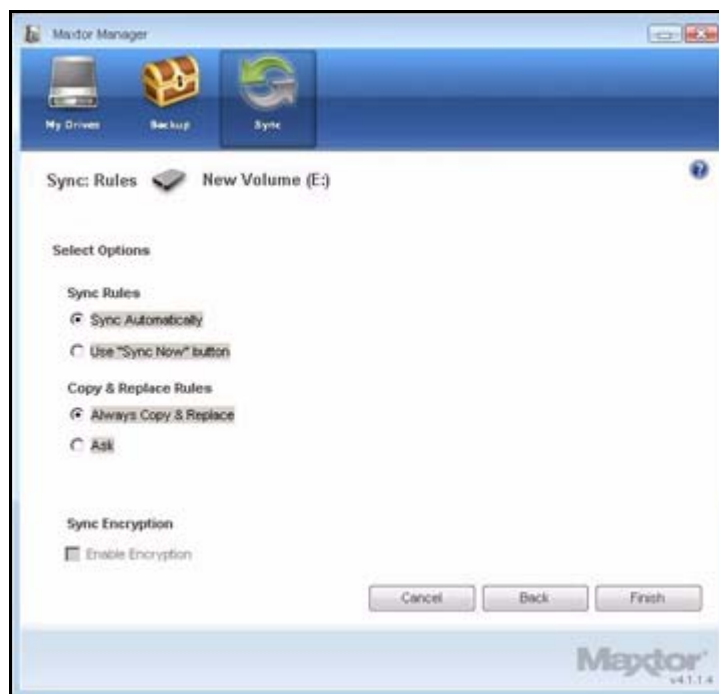 Maxtor Manager
My Drives Backup Sync
Sync: Rules New Volume (E:)
Select Options
Sync Rules
Sync Automatically
Use "Sync Now" button
Copy & Replace Rules
Always Copy & Replace
Ask
Sync Encryption
Enable Encryption
Cancel Back Finish
Maxtor
v4.1.1.4